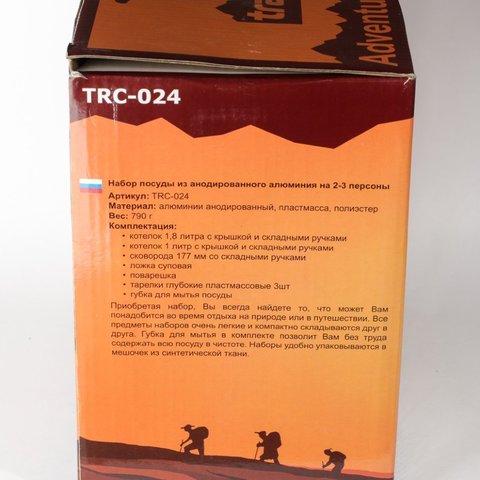 tra
Adventu
TRC-024
Набор посуды из анодированного алюминия на 2-3 персоны
Артикул: TRC-024
Материал: алюминии анодированный, пластмасса, полиэстер
Вес: 790 г
Комплектация:
• котелок 1,8 литра с крышкой и складными ручками
• котелок 1 литр с крышкой и складными ручками
• сковорода 177 мм со складными ручками
• ложка суповая
• поварешка
• тарелки глубокие пластмассовые 3шт
• губка для мытья посуды
Приобретая набор, Вы всегда найдете то, что может Вам
понадобится во время отдыха на природе или в путешествии. Все
предметы наборов очень легкие и компактно складываются друг в
друга. Губка для мытья в комплекте позволит Вам без труда
содержать всю посуду в чистоте. Наборы удобно упаковываются в
мешочек из синтетической ткани.